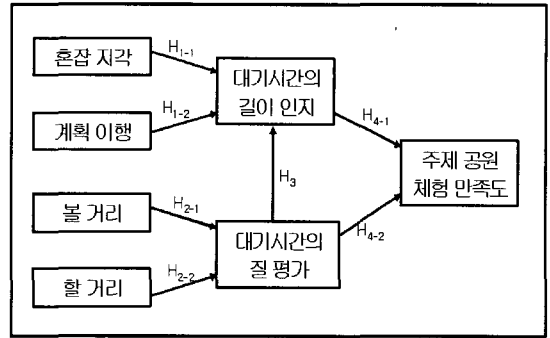 혼잡 지각
H1-1
대기시간의
길이 인지
계획 이행
H1-2
H4-1
주제 공원
체험 만족도
H3
볼 거리
H2-1
대기시간의
질 평가
H4-2
할 거리
H2-2